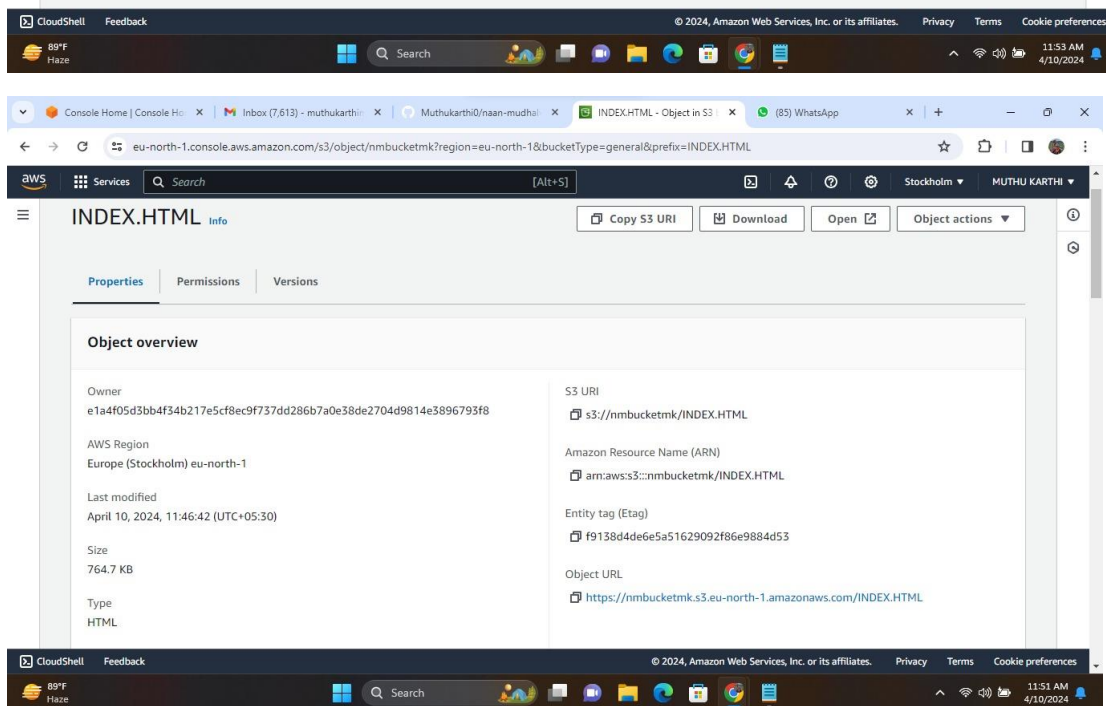 CloudShell Feedback © 2024, Amazon Web Services, Inc. or its affiliates. Privacy Terms Cookie preferences
89°F
Haze
Search
11:53 AM
4/10/2024
Console Home | Console Ho
Inbox (7,613) - muthukarthi
Muthukarthi0/naan-mudhal
INDEX.HTML - Object in S3
(85) WhatsApp
eu-north-1.console.aws.amazon.com/s3/object/nmbucketmk?region=eu-north-1&bucketType=general&prefix=INDEX.HTML
aws Services Search [Alt+S] Stockholm ▼ MUTHU KARTHI ▼
INDEX.HTML Info Copy S3 URI Download Open Object actions ▼
Properties Permissions Versions
Object overview
Owner
e1a4f05d3bb4f34b217e5cf8ec9f737dd286b7a0e38de2704d9814e3896793f8
AWS Region
Europe (Stockholm) eu-north-1
Last modified
April 10, 2024, 11:46:42 (UTC+05:30)
Size
764.7 KB
Type
HTML
S3 URI
s3://nmbucketmk/INDEX.HTML
Amazon Resource Name (ARN)
arn:aws:s3:::nmbucketmk/INDEX.HTML
Entity tag (Etag)
f9138d4de6e5a51629092f86e9884d53
Object URL
https://nmbucketmk.s3.eu-north-1.amazonaws.com/INDEX.HTML
CloudShell Feedback © 2024, Amazon Web Services, Inc. or its affiliates. Privacy Terms Cookie preferences
89°F
Haze
Search
11:51 AM
4/10/2024